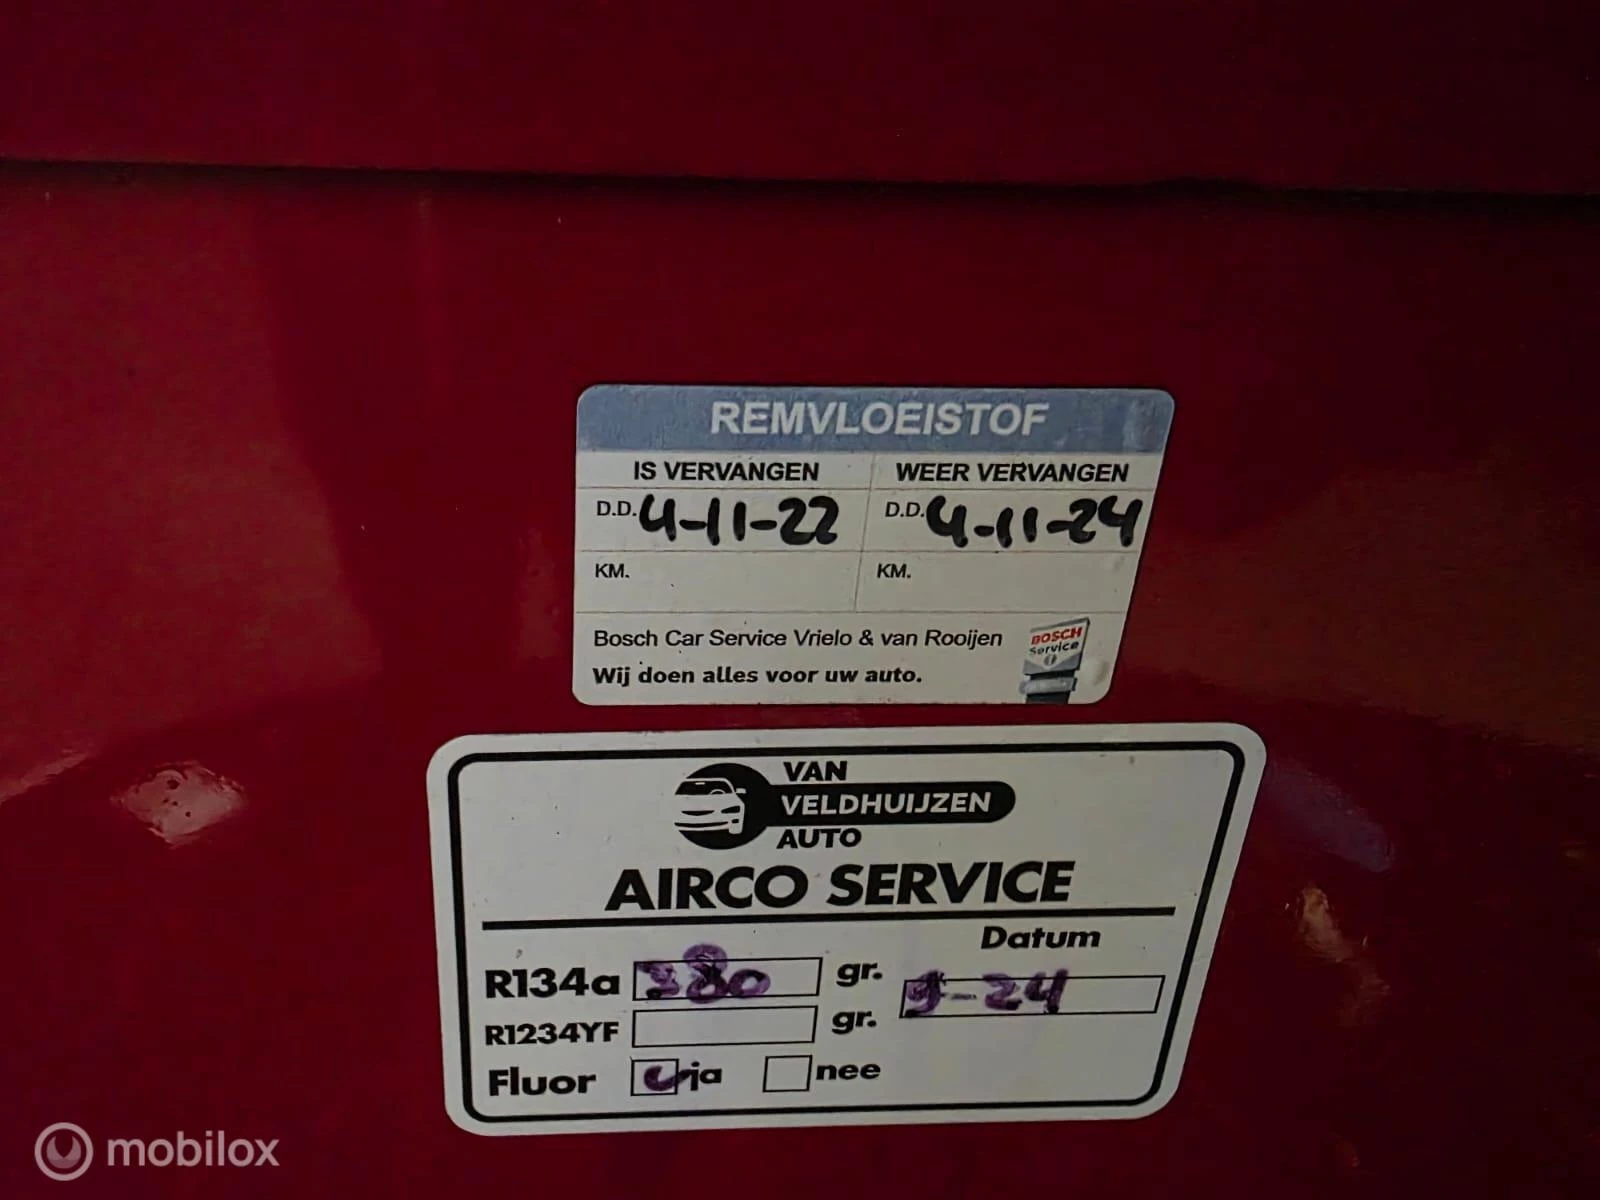 REMVLOEISTOF
IS VERVANGEN WEER VERVANGEN
D.D. 4-11-22 D.D. 4-11-24
KM. KM.
Bosch Car Service Vrielo & van Rooijen
BOSCH
Service
Wij doen alles voor uw auto.
VAN
VELDHUIJZEN
AUTO
AIRCO SERVICE
Datum
R134a 380 gr. -24
R1234YF gr.
Fluor ja nee
mobilox